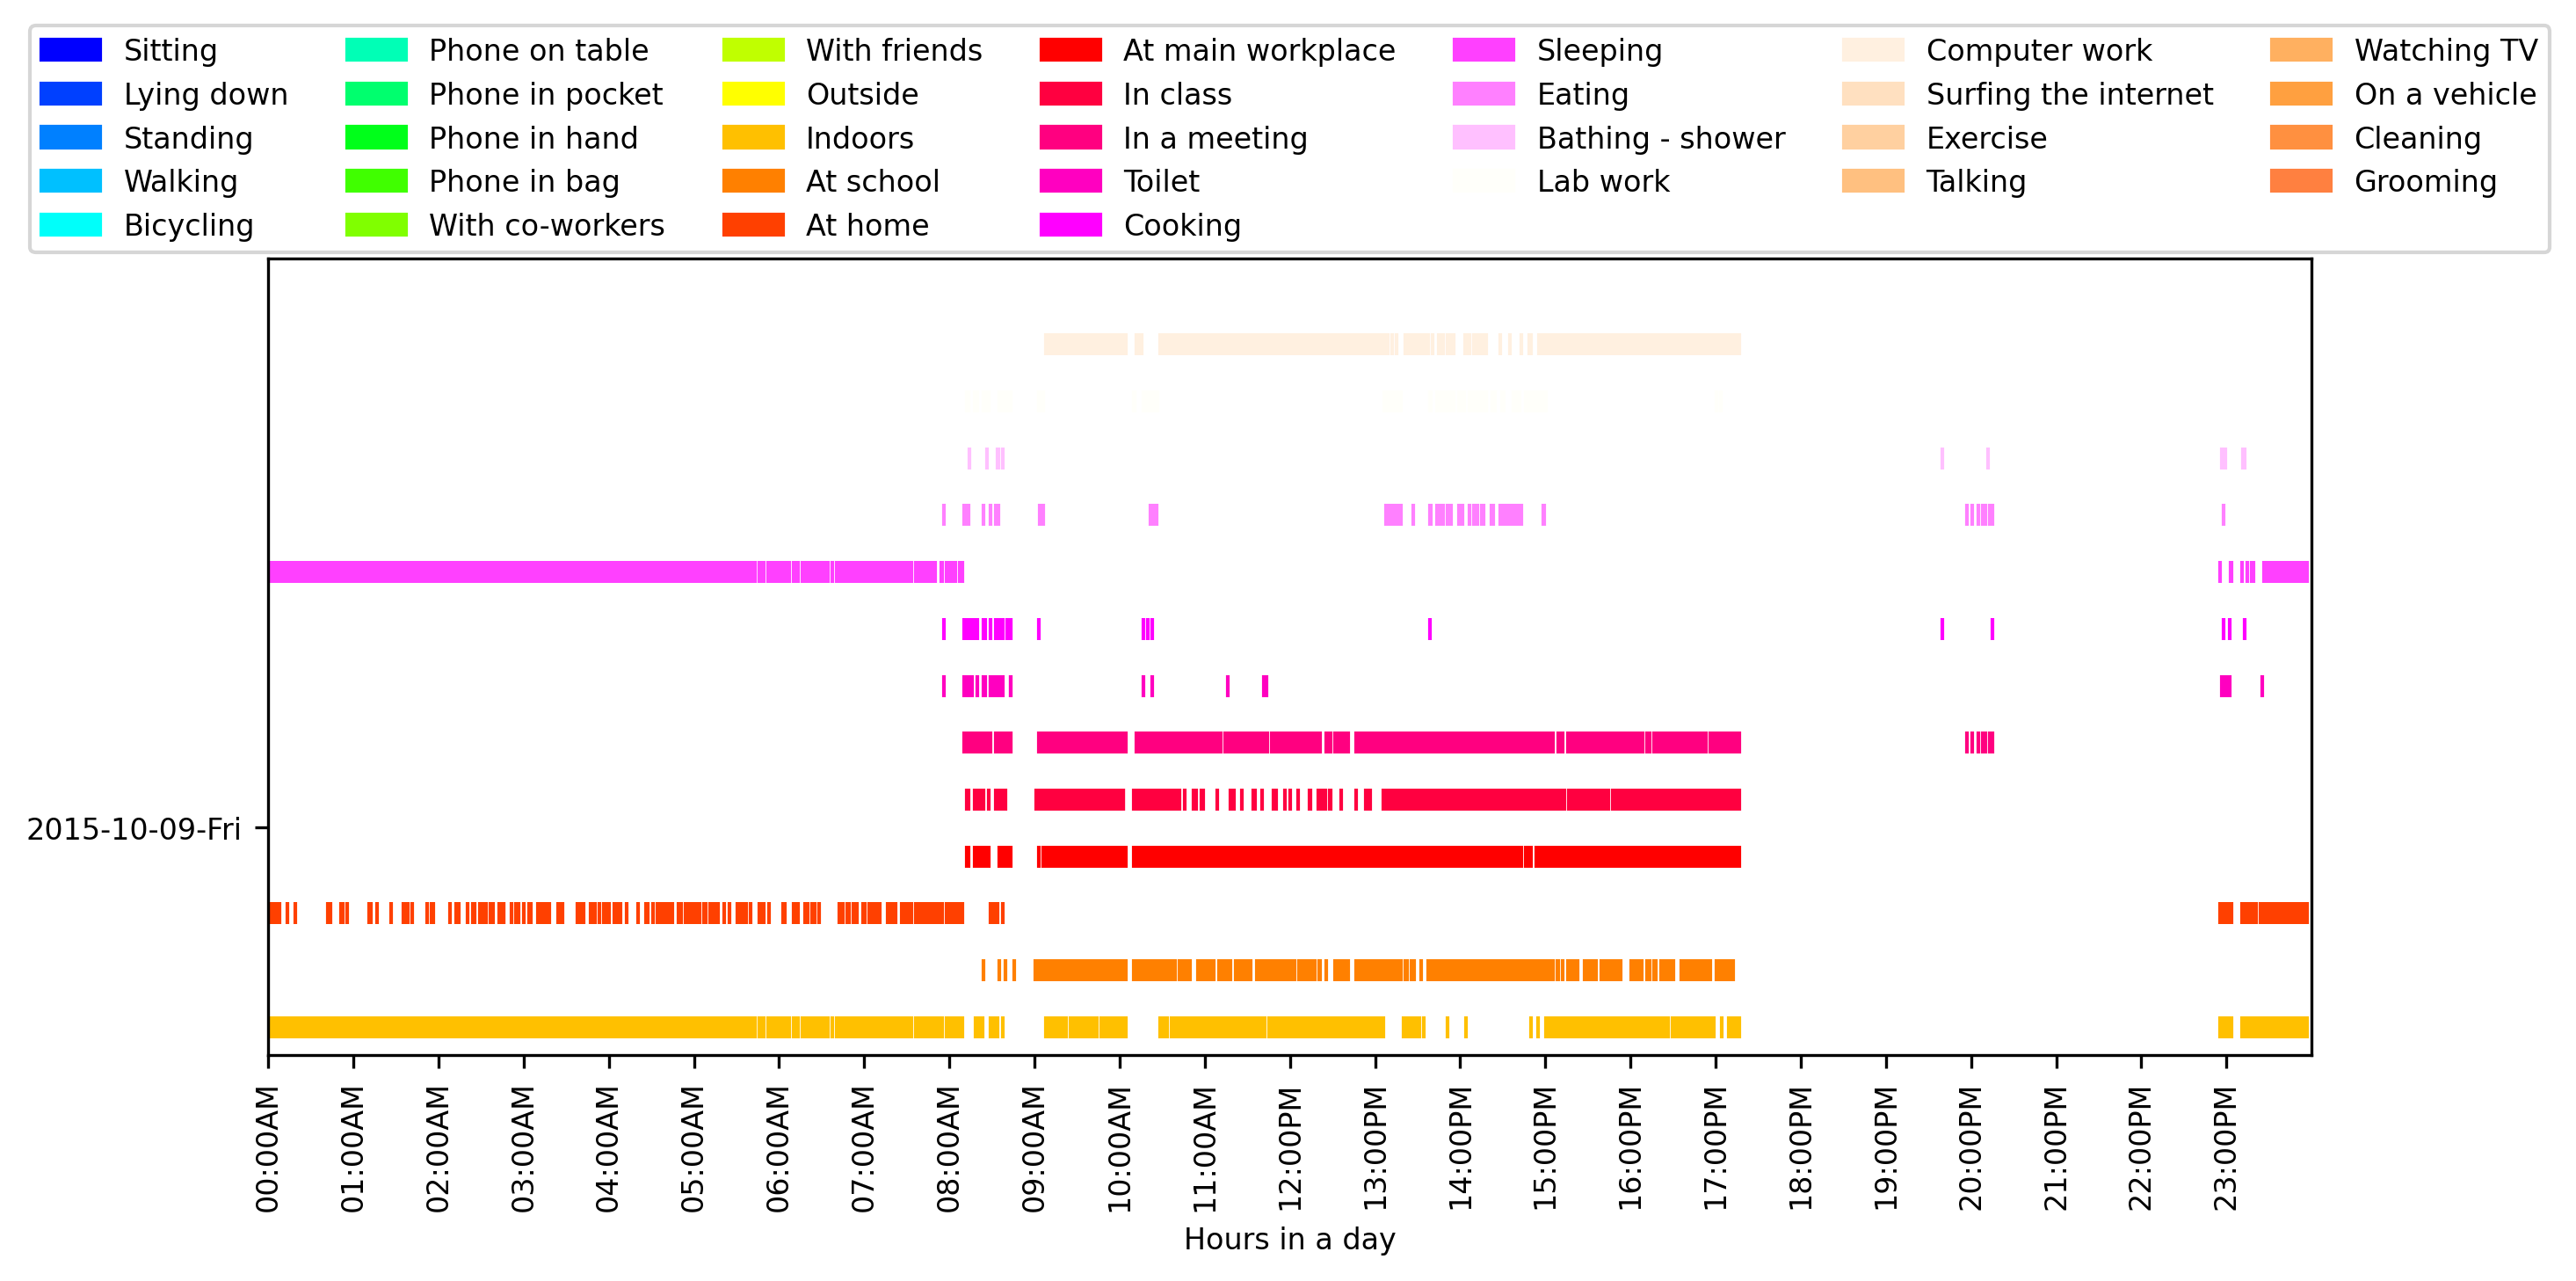 Sitting
Lying down
Standing
Walking
Bicycling
Phone on table
Phone in pocket
Phone in hand
Phone in bag
With co-workers
With friends
Outside
Indoors
At school
At home
At main workplace
In class
In a meeting
Toilet
Cooking
Sleeping
Eating
Bathing - shower
Lab work
Computer work
Surfing the internet
Exercise
Talking
Watching TV
On a vehicle
Cleaning
Grooming
2015-10-09-Fri
00:00AM
01:00AM
02:00AM
03:00AM
04:00AM
05:00AM
06:00AM
07:00AM
08:00AM
09:00AM
10:00AM
11:00AM
12:00PM
13:00PM
14:00PM
15:00PM
16:00PM
17:00PM
18:00PM
19:00PM
20:00PM
21:00PM
22:00PM
23:00PM
Hours in a day